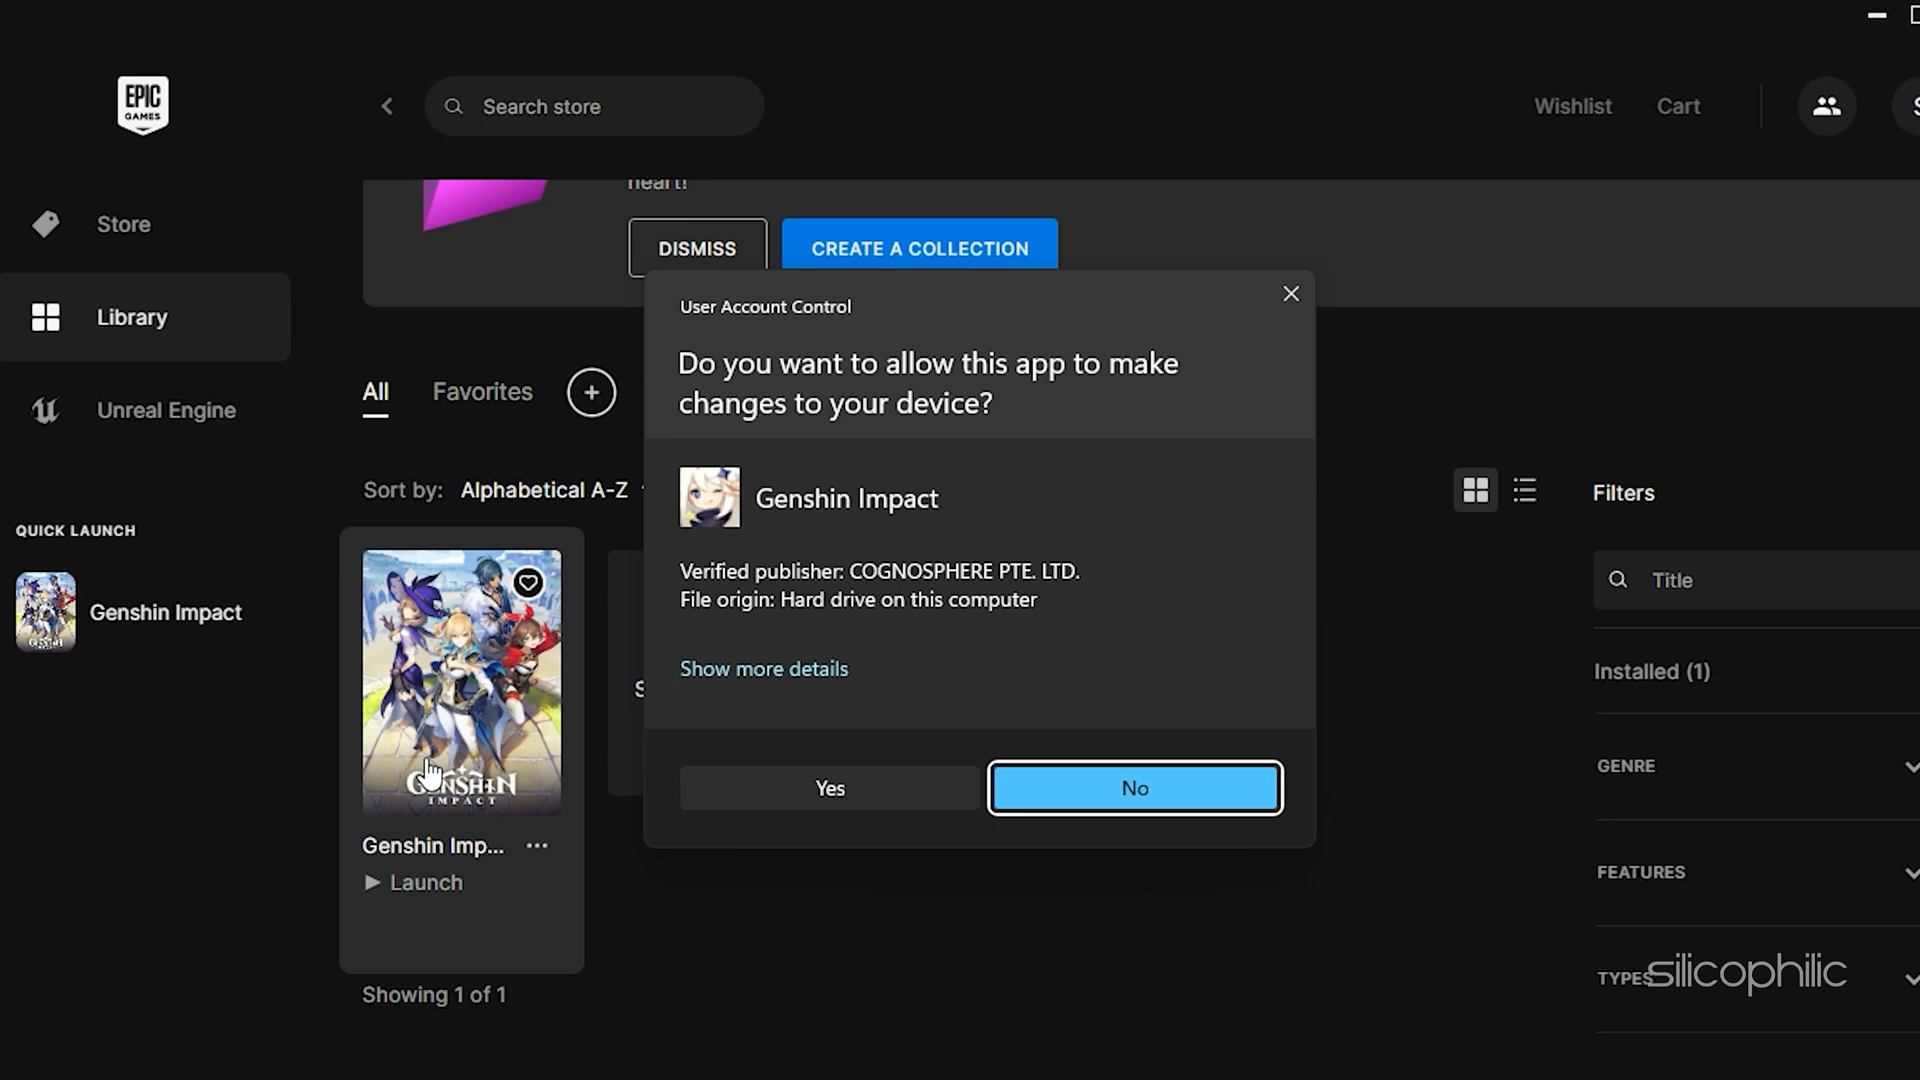 EPIC
GAMES
Search store
Wishlist
Cart
Store
Library
Unreal Engine
QUICK LAUNCH
Genshin Impact
heart!
DISMISS
CREATE A COLLECTION
All
Favorites
Sort by: Alphabetical A-Z
GENSHIN
IMPACT
Genshin Imp...
Launch
Showing 1 of 1
User Account Control
Do you want to allow this app to make
changes to your device?
Genshin Impact
Verified publisher: COGNOSPHERE PTE. LTD.
File origin: Hard drive on this computer
Show more details
Yes
No
Filters
Title
Installed (1)
GENRE
FEATURES
TYPES
silicophilic